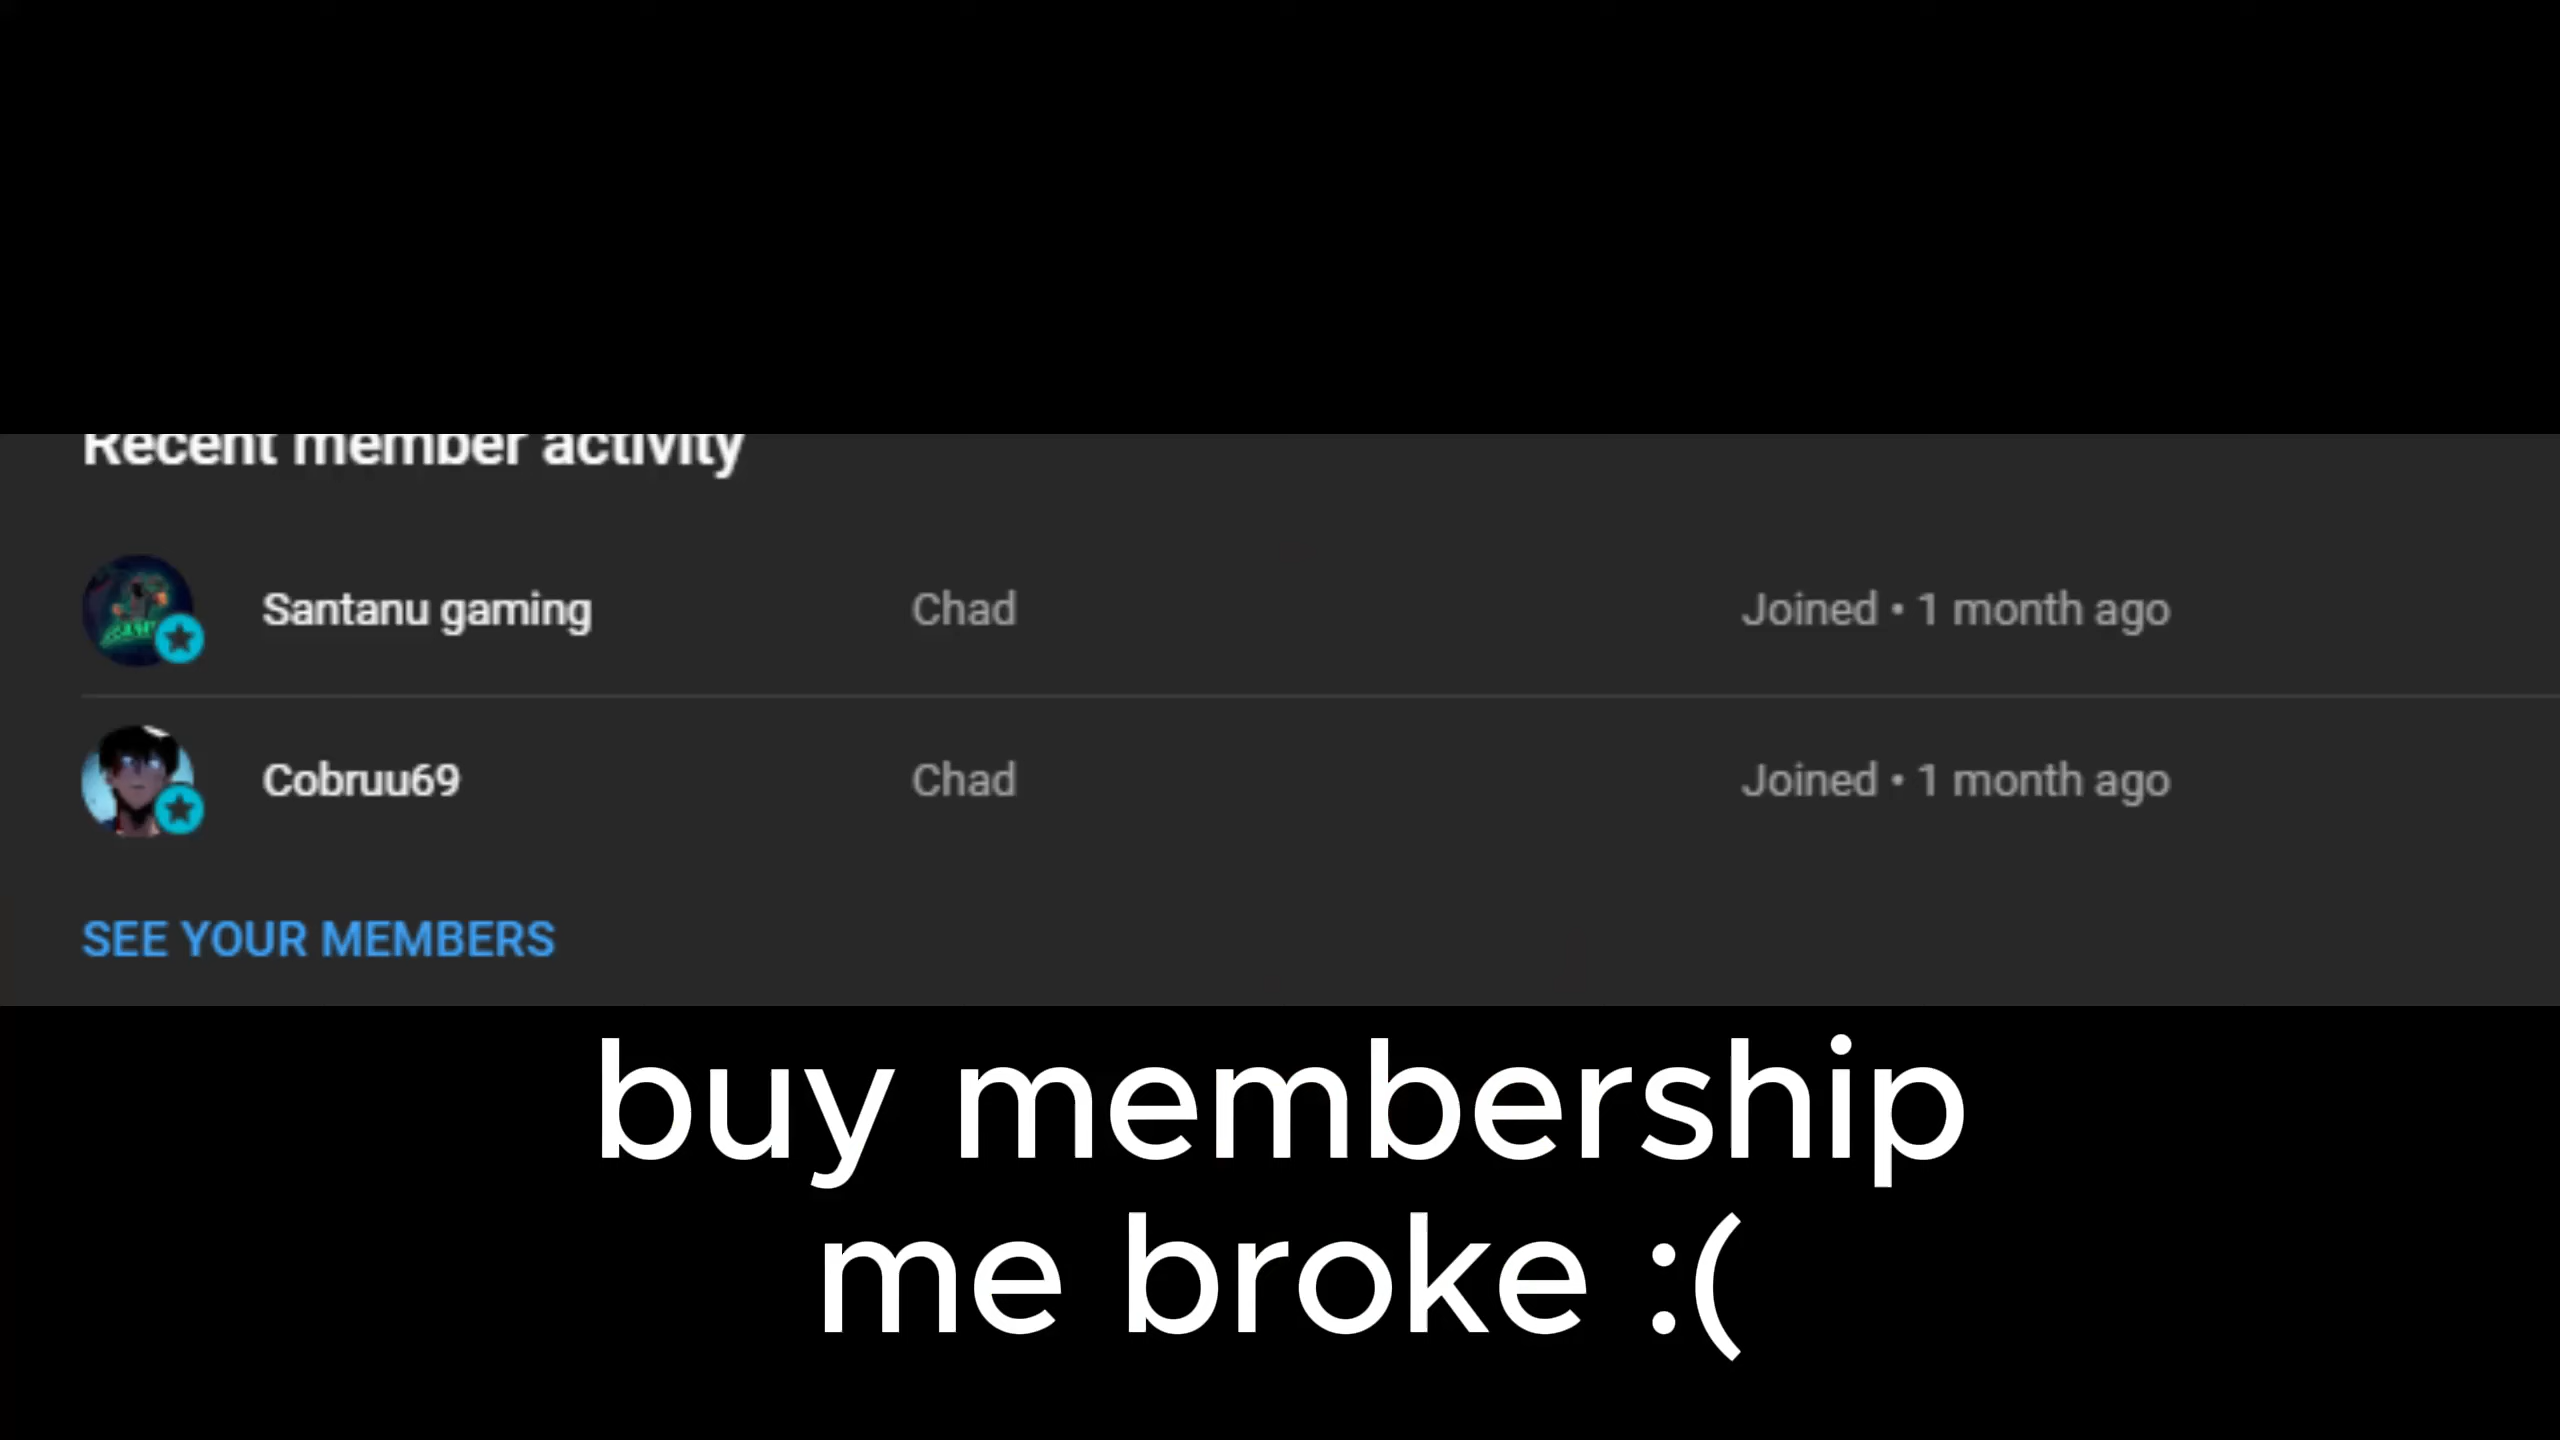 Recent member activity
Santanu gaming Chad Joined • 1 month ago
Cobruu69 Chad Joined • 1 month ago
SEE YOUR MEMBERS
buy membership
me broke :(